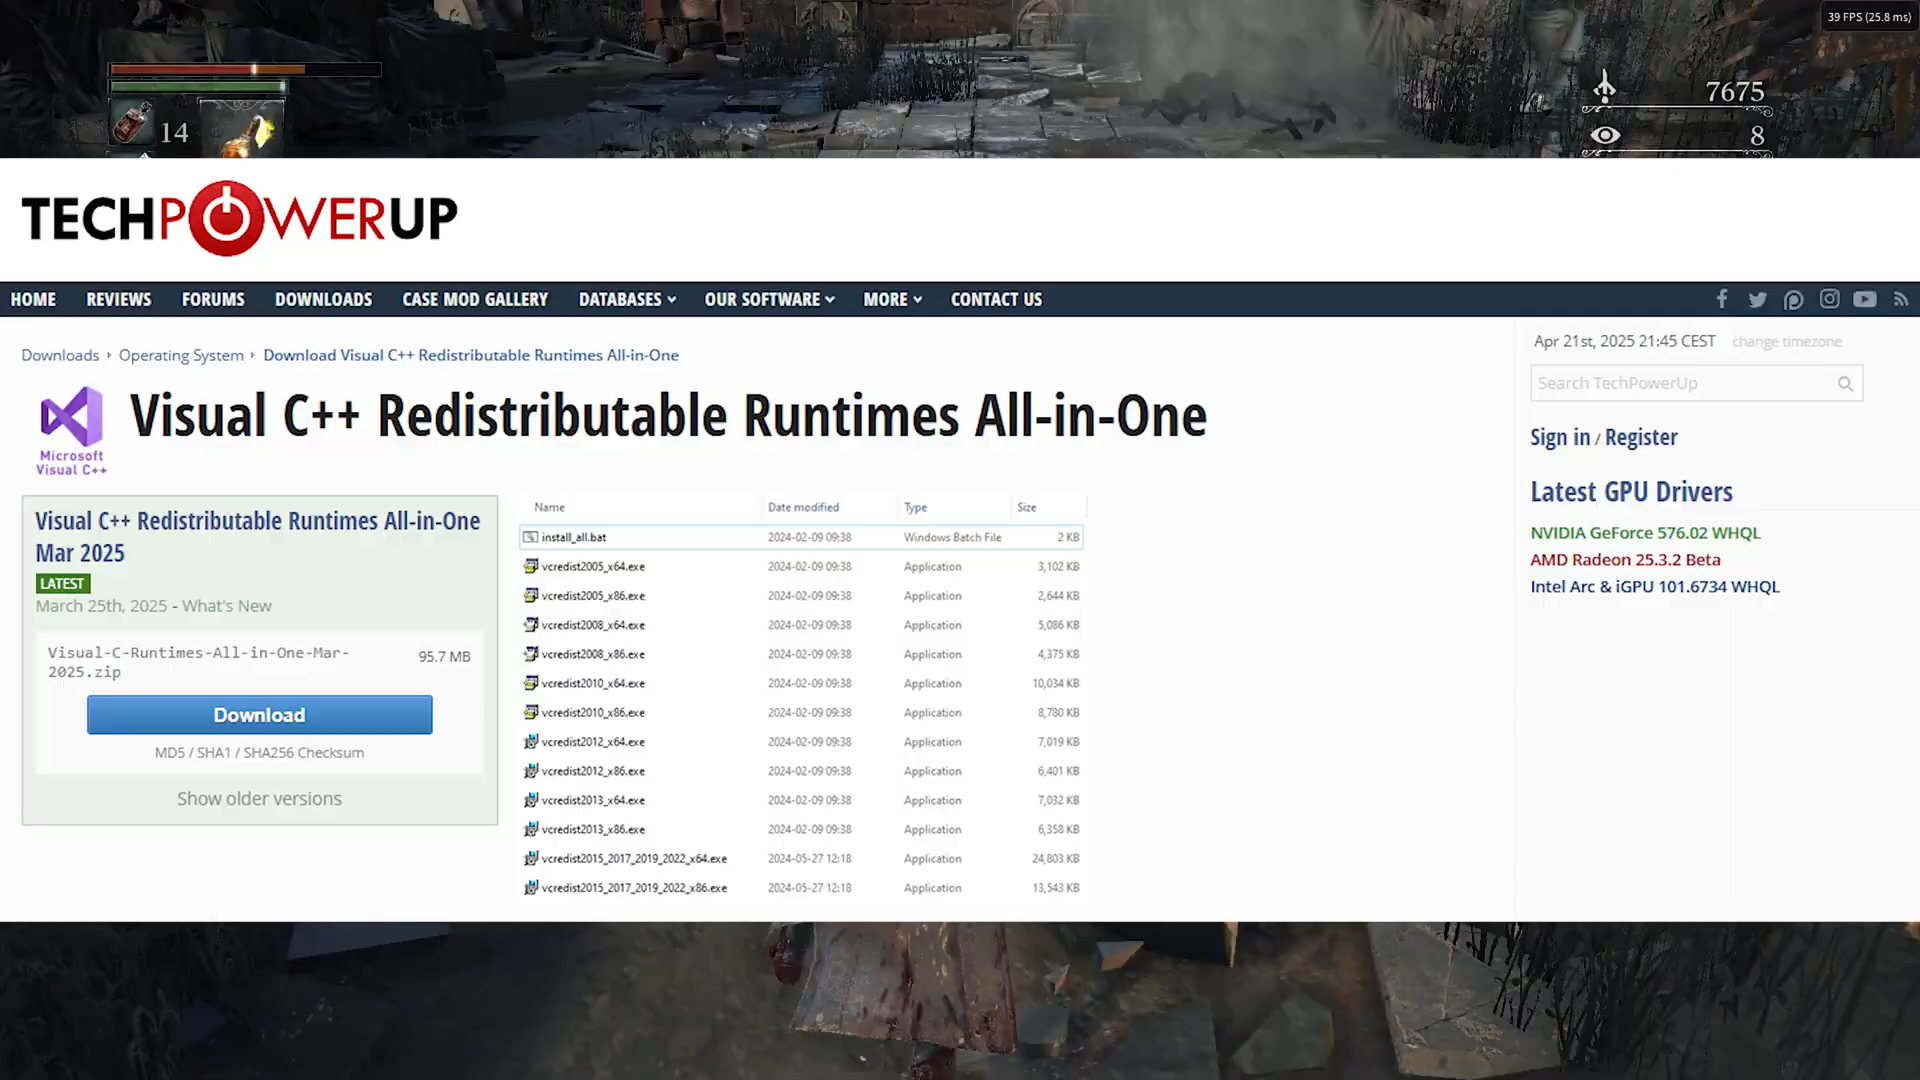 39 FPS (25.8 ms)
7675
14
8
TECHPOWERUP
HOME REVIEWS FORUMS DOWNLOADS CASE MOD GALLERY DATABASES OUR SOFTWARE MORE CONTACT US
Downloads Operating System Download Visual C++ Redistributable Runtimes All-in-One
Apr 21st, 2025 21:45 CEST change timezone
Search TechPowerUp
Microsoft
Visual C++
Visual C++ Redistributable Runtimes All-in-One
Sign in / Register
Latest GPU Drivers
NVIDIA GeForce 576.02 WHQL
AMD Radeon 25.3.2 Beta
Intel Arc & iGPU 101.6734 WHQL
Visual C++ Redistributable Runtimes All-in-One
Mar 2025
LATEST
March 25th, 2025 - What's New
Visual-C-Runtimes-All-in-One-Mar-
2025.zip
95.7 MB
Download
MD5 / SHA1 / SHA256 Checksum
Show older versions
Name Date modified Type Size
install_all.bat 2024-02-09 09:38 Windows Batch File 2 KB
vcredist2005_x64.exe 2024-02-09 09:38 Application 3,102 KB
vcredist2005_x86.exe 2024-02-09 09:38 Application 2,644 KB
vcredist2008_x64.exe 2024-02-09 09:38 Application 5,086 KB
vcredist2008_x86.exe 2024-02-09 09:38 Application 4,375 KB
vcredist2010_x64.exe 2024-02-09 09:38 Application 10,034 KB
vcredist2010_x86.exe 2024-02-09 09:38 Application 8,780 KB
vcredist2012_x64.exe 2024-02-09 09:38 Application 7,019 KB
vcredist2012_x86.exe 2024-02-09 09:38 Application 6,401 KB
vcredist2013_x64.exe 2024-02-09 09:38 Application 7,032 KB
vcredist2013_x86.exe 2024-02-09 09:38 Application 6,358 KB
vcredist2015_2017_2019_2022_x64.exe 2024-05-27 12:18 Application 24,803 KB
vcredist2015_2017_2019_2022_x86.exe 2024-05-27 12:18 Application 13,543 KB